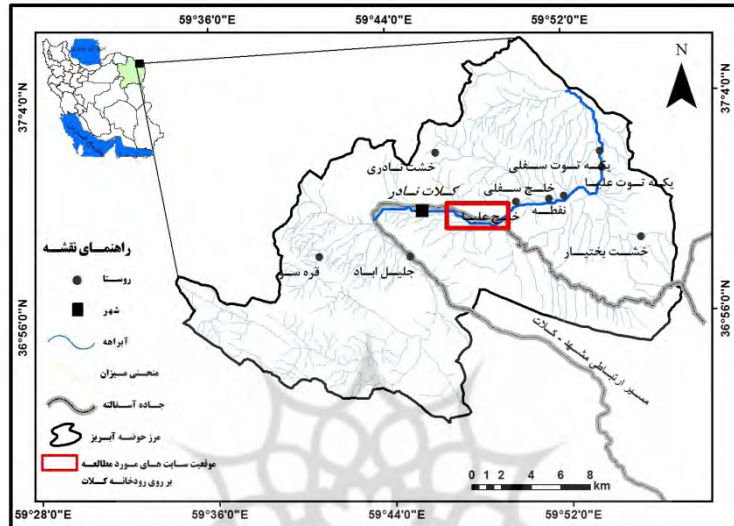 59°36'0"E
59°44'0"E
59°52'0"E
N
37°4'0"N
37°4'0"N
خشت نادری
یکه توت سفلی
یکه توت علیا
خلج سفلی
نفطه
کلات نادر
خلج علیا
خشت بختیار
جلیل اباد
قره سو
36°56'0"N
36°56'0"N
مسیر ارتباطی مشهد - کلات
راهنمای نقشه
روستا
شهر
آبراهه
منحنی میزان
جاده آسفالته
مرز حوضه آبریز
موقعیت سایت های مورد مطالعه
بر روی رودخانه کلات
0 1 2 4 6 8
km
59°28'0"E
59°36'0"E
59°44'0"E
59°52'0"E